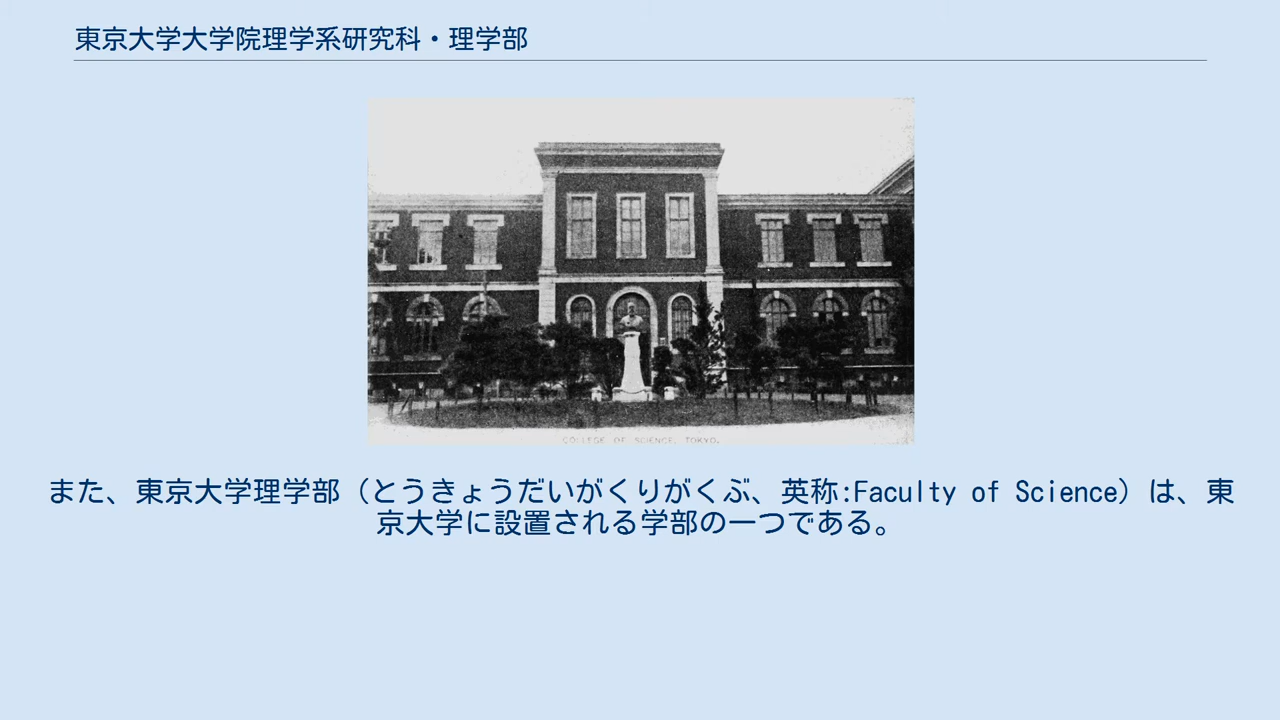 東京大学大学院理学系研究科・理学部
COLLEGE OF SCIENCE, TOKYO.
また、東京大学理学部（とうきょうだいがくりがくぶ、英称:Faculty of Science）は、東
京大学に設置される学部の一つである。